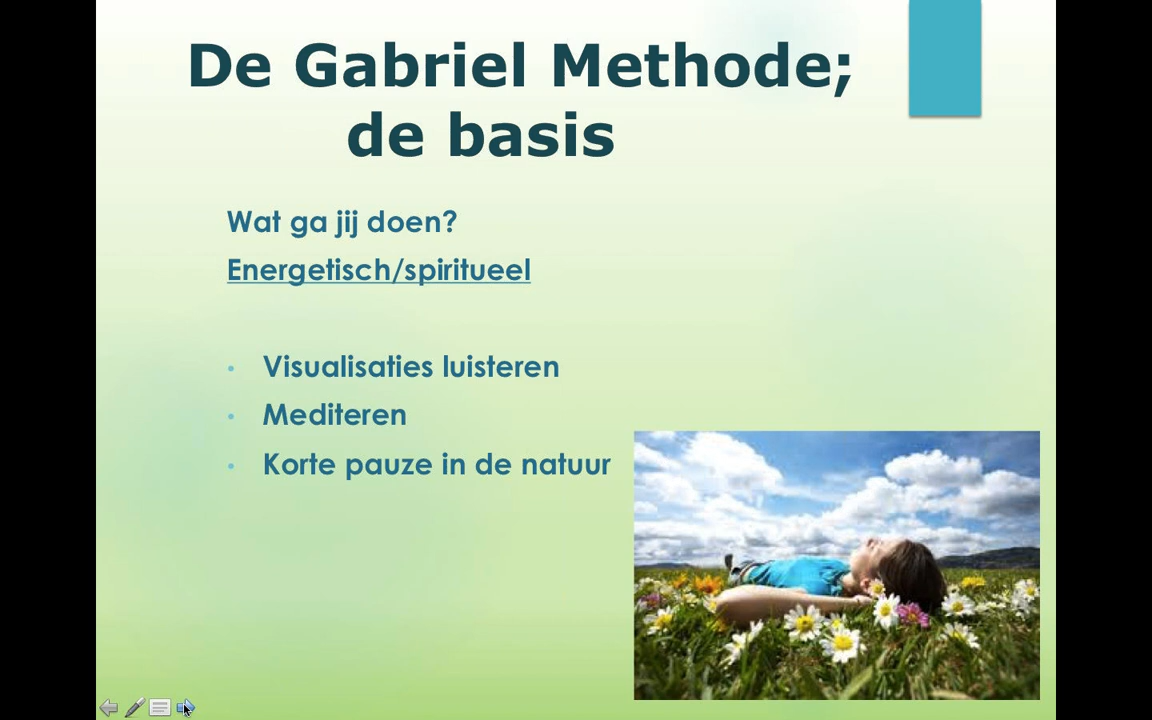 De Gabriel Methode;
de basis
Wat ga jij doen?
Energetisch/spiritueel
• Visualisaties luisteren
• Mediteren
• Korte pauze in de natuur